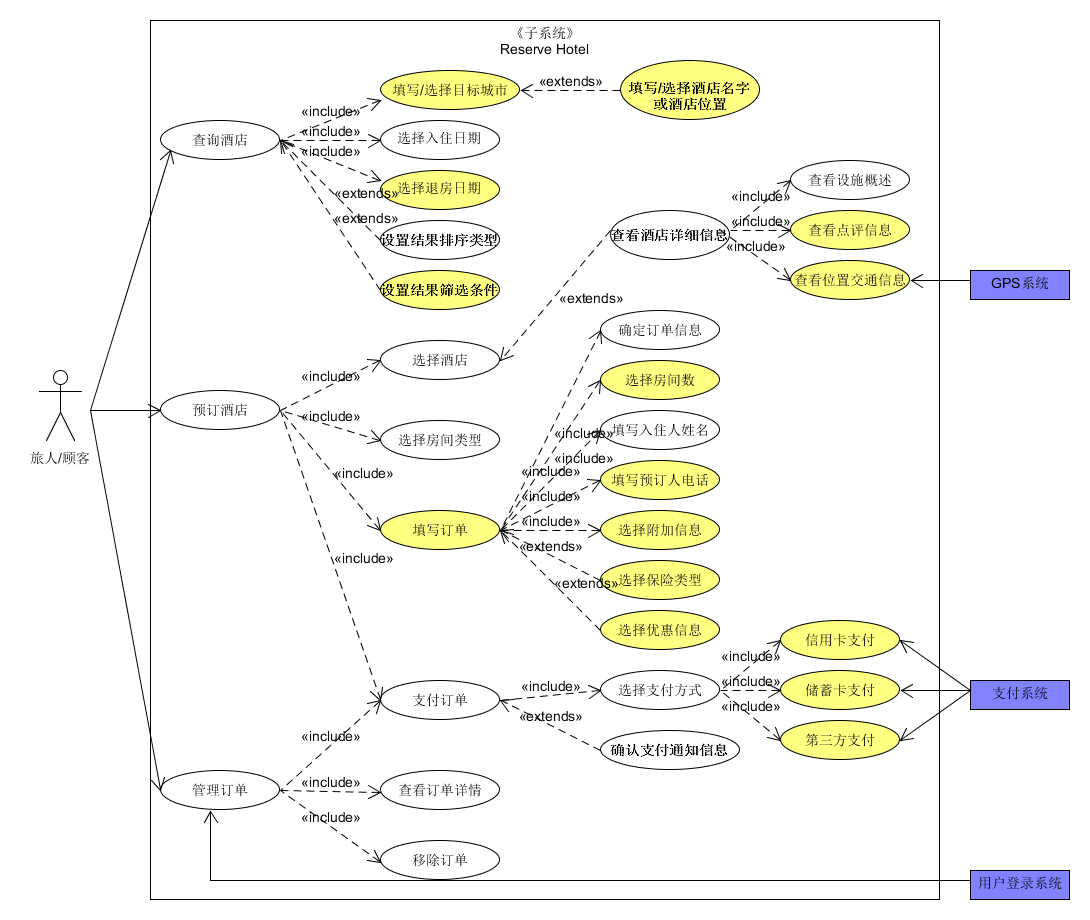 《子系统》
Reserve Hotel
填写/选择目标城市
«extends»
填写/选择酒店名字
或酒店位置
«include»
查询酒店
«include»
选择入住日期
«include»
选择退房日期
«extends»
«extends»
设置结果排序类型
设置结果筛选条件
查看酒店详细信息
«include»
查看设施概述
«include»
查看点评信息
«include»
查看位置交通信息
GPS系统
«extends»
旅人/顾客
预订酒店
«include»
选择酒店
«include»
选择房间类型
«include»
填写订单
«include»
确定订单信息
选择房间数
«include»
填写入住人姓名
«include»
«include»
填写预订人电话
«include»
«include»
选择附加信息
«extends»
选择保险类型
«extends»
选择优惠信息
支付订单
«include»
选择支付方式
«extends»
确认支付通知信息
«include»
信用卡支付
«include»
储蓄卡支付
«include»
第三方支付
支付系统
管理订单
«include»
«include»
查看订单详情
«include»
移除订单
用户登录系统